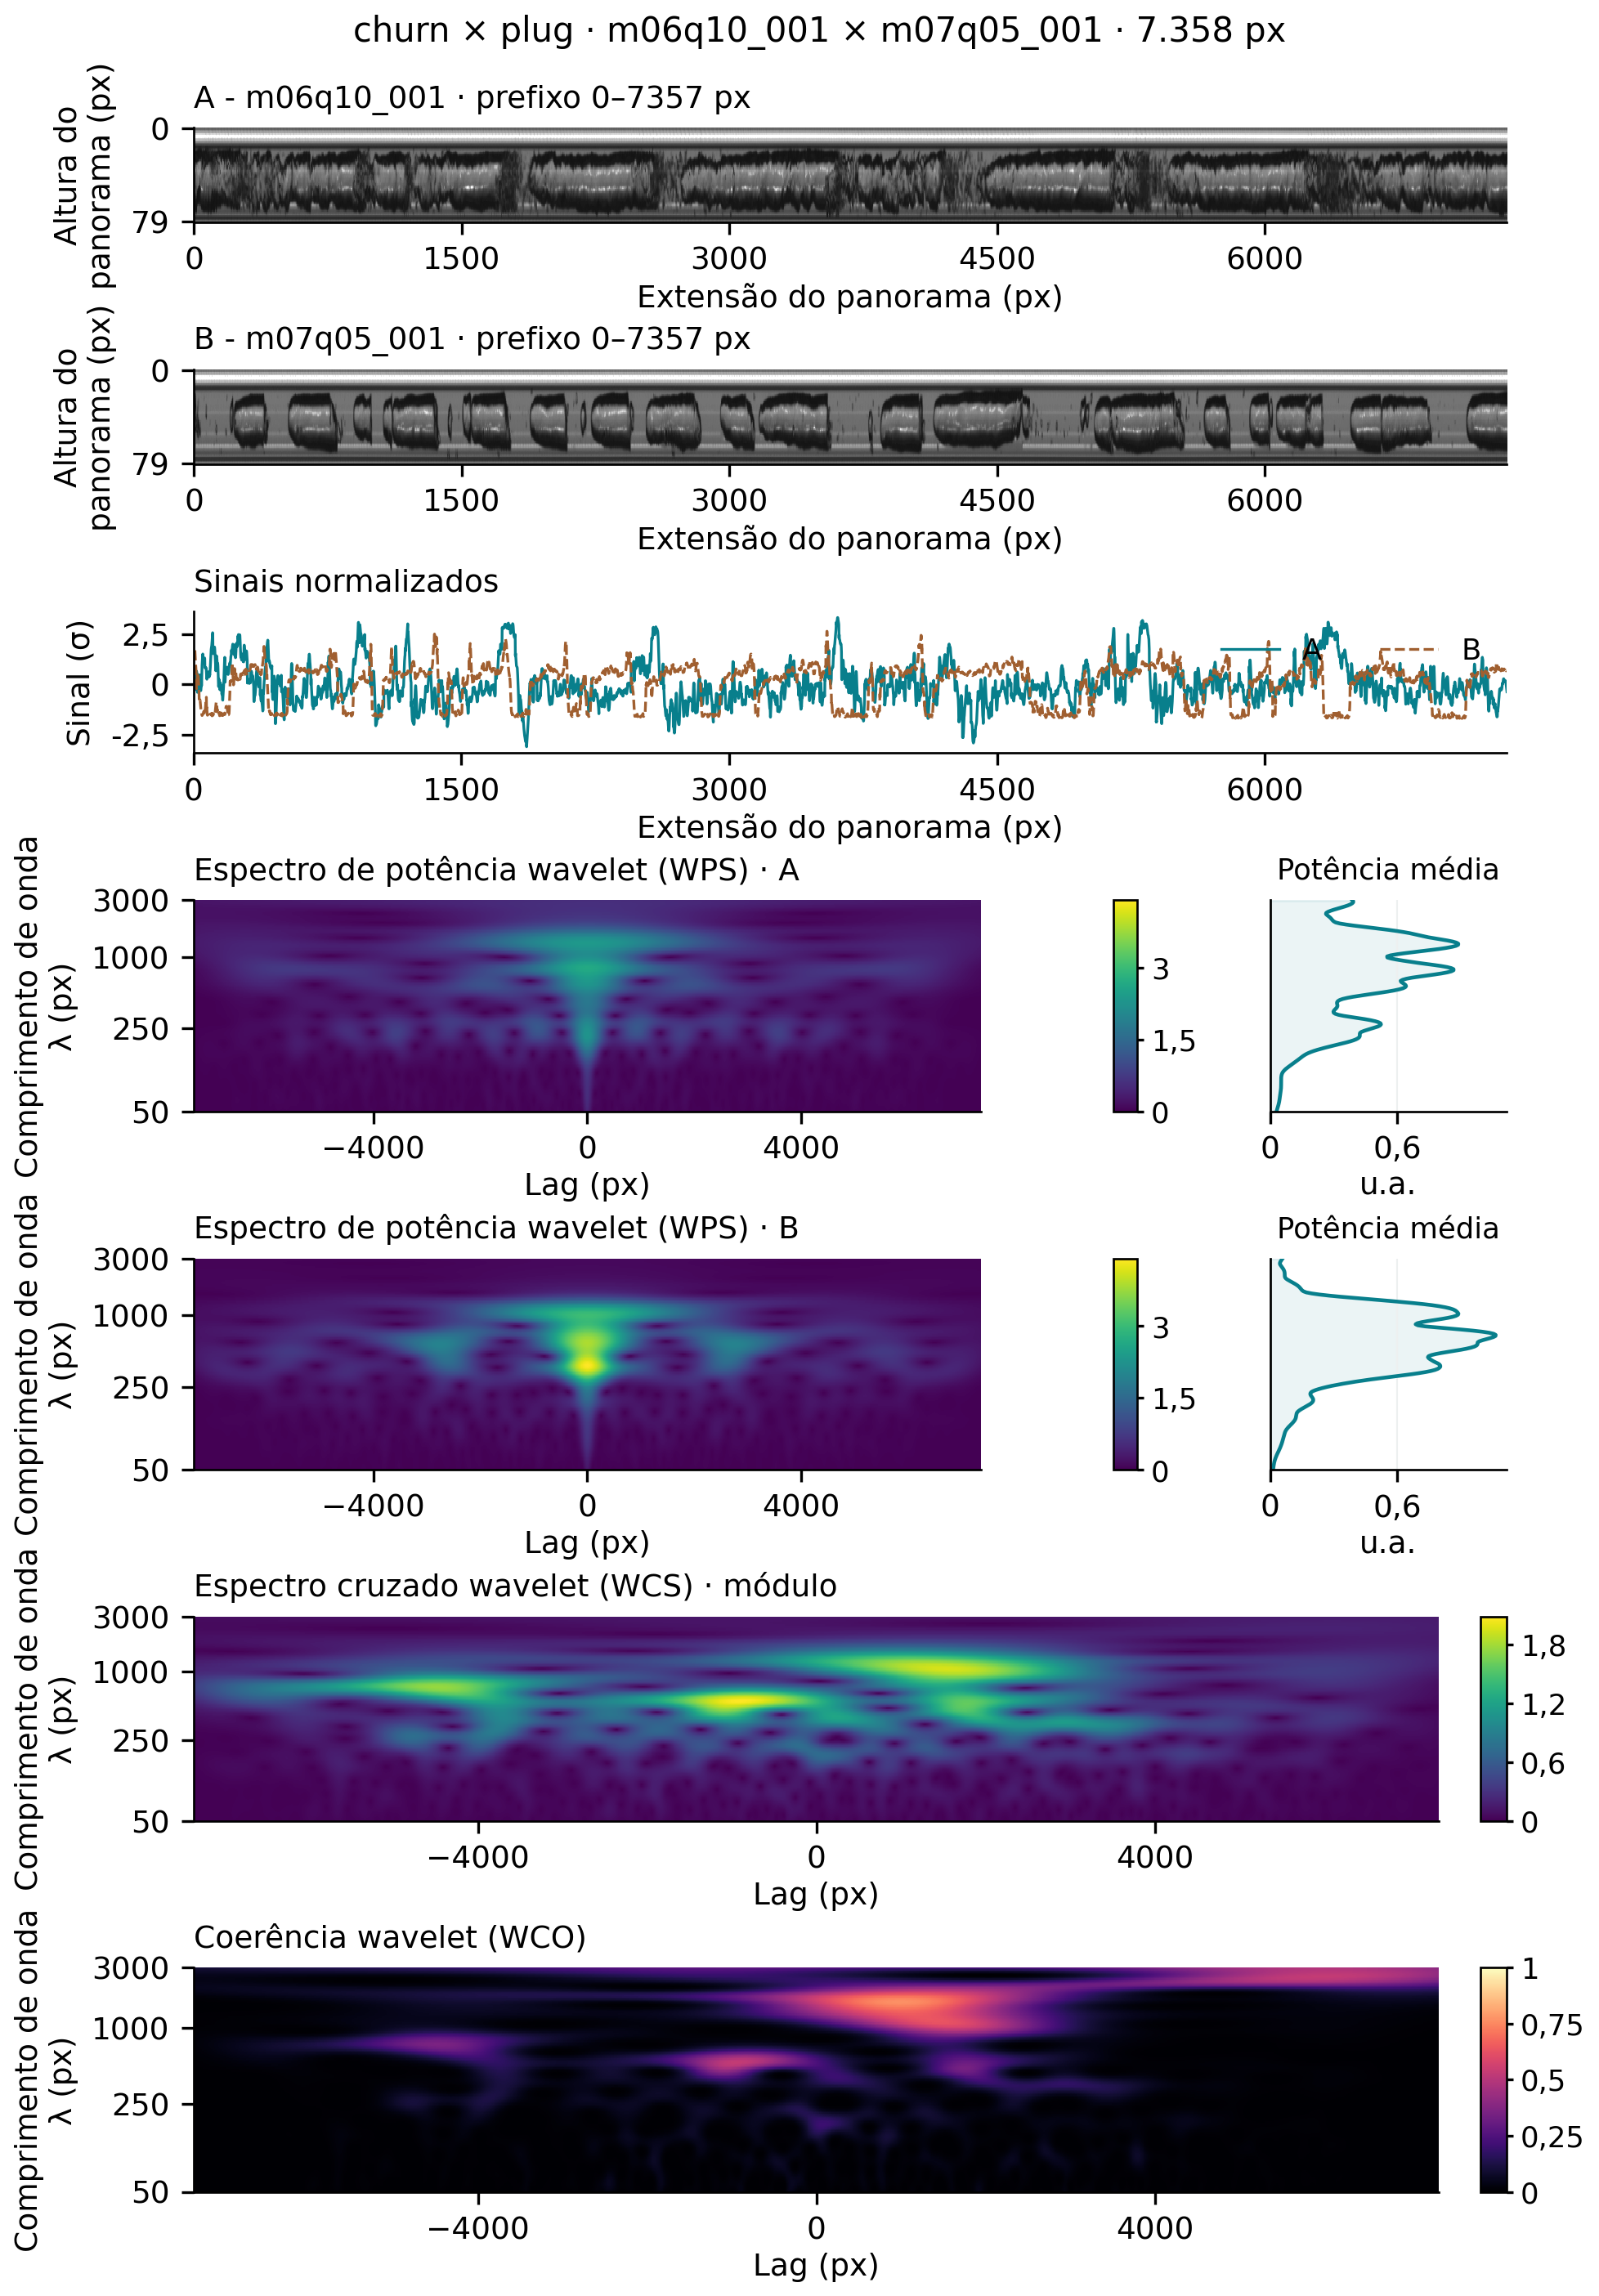 churn × plug · m06q10_001 × m07q05_001 · 7.358 px
A - m06q10_001 · prefixo 0–7357 px
Altura do
panorama (px)
0
79
0 1500 3000 4500 6000
Extensão do panorama (px)
B - m07q05_001 · prefixo 0–7357 px
Altura do
panorama (px)
0
79
0 1500 3000 4500 6000
Extensão do panorama (px)
Sinais normalizados
Sinal (σ)
2,5
0
-2,5
A B
0 1500 3000 4500 6000
Extensão do panorama (px)
Espectro de potência wavelet (WPS) · A
Comprimento de onda
λ (px)
3000
1000
250
50
−4000 0 4000
Lag (px)
3
1,5
0
Potência média
0 0,6
u.a.
Espectro de potência wavelet (WPS) · B
Comprimento de onda
λ (px)
3000
1000
250
50
−4000 0 4000
Lag (px)
3
1,5
0
Potência média
0 0,6
u.a.
Espectro cruzado wavelet (WCS) · módulo
Comprimento de onda
λ (px)
3000
1000
250
50
−4000 0 4000
Lag (px)
1,8
1,2
0,6
0
Coerência wavelet (WCO)
Comprimento de onda
λ (px)
3000
1000
250
50
−4000 0 4000
Lag (px)
1
0,75
0,5
0,25
0